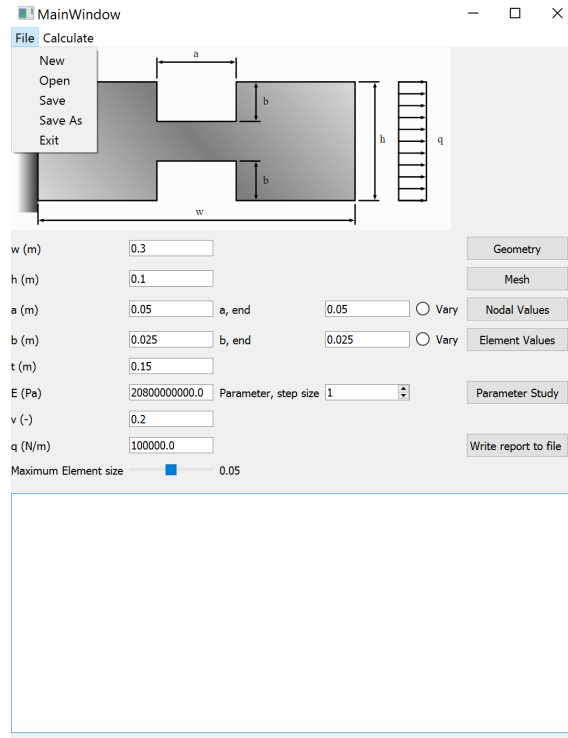 MainWindow
File Calculate
New
Open
Save
Save As
Exit
a
b
h
q
b
w
w (m) 0.3 Geometry
h (m) 0.1 Mesh
a (m) 0.05 a, end 0.05 Vary Nodal Values
b (m) 0.025 b, end 0.025 Vary Element Values
t (m) 0.15
E (Pa) 20800000000.0 Parameter, step size 1 Parameter Study
v (-) 0.2
q (N/m) 100000.0 Write report to file
Maximum Element size 0.05